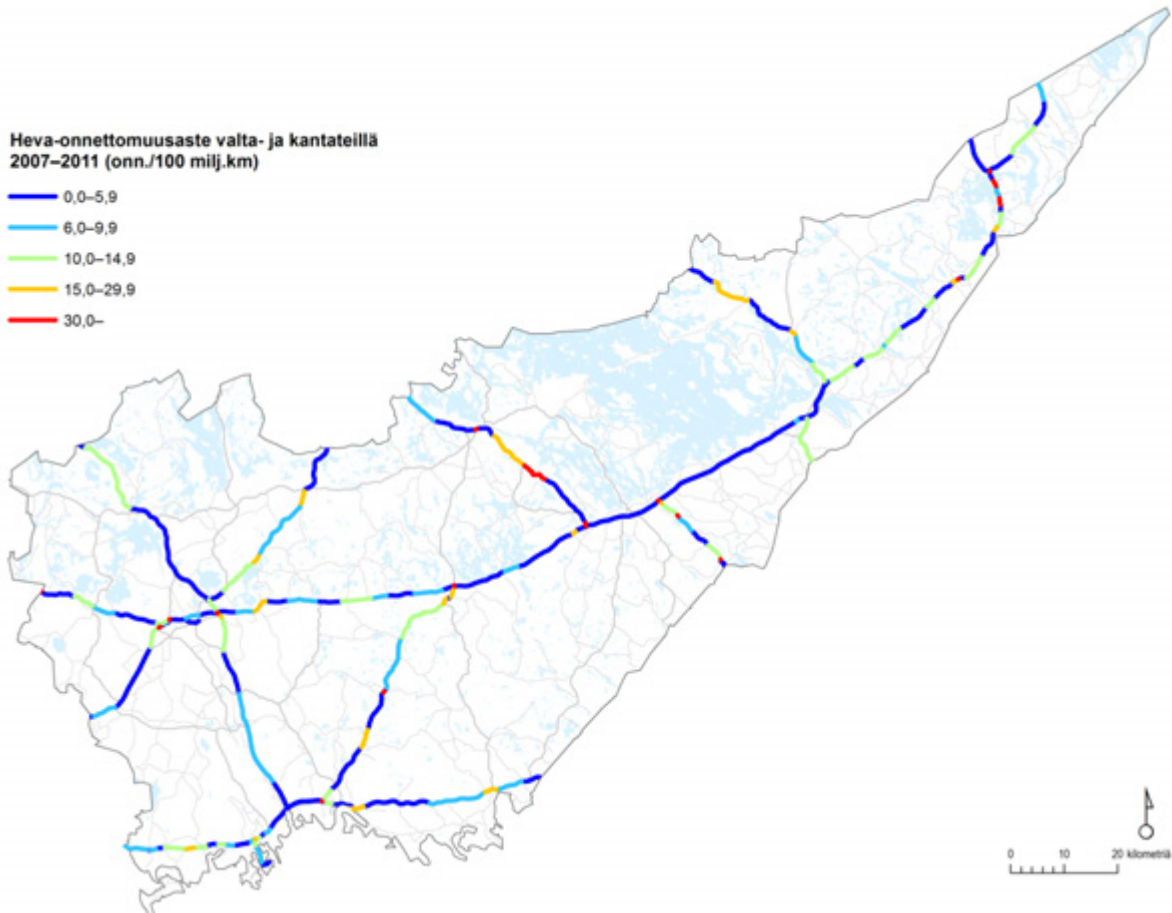 Heva-onnettomuusaste valta- ja kantateillä
2007–2011 (onn./100 milj.km)
0,0–5,9
6,0–9,9
10,0–14,9
15,0–29,9
30,0–
0 10 20 kilometriä